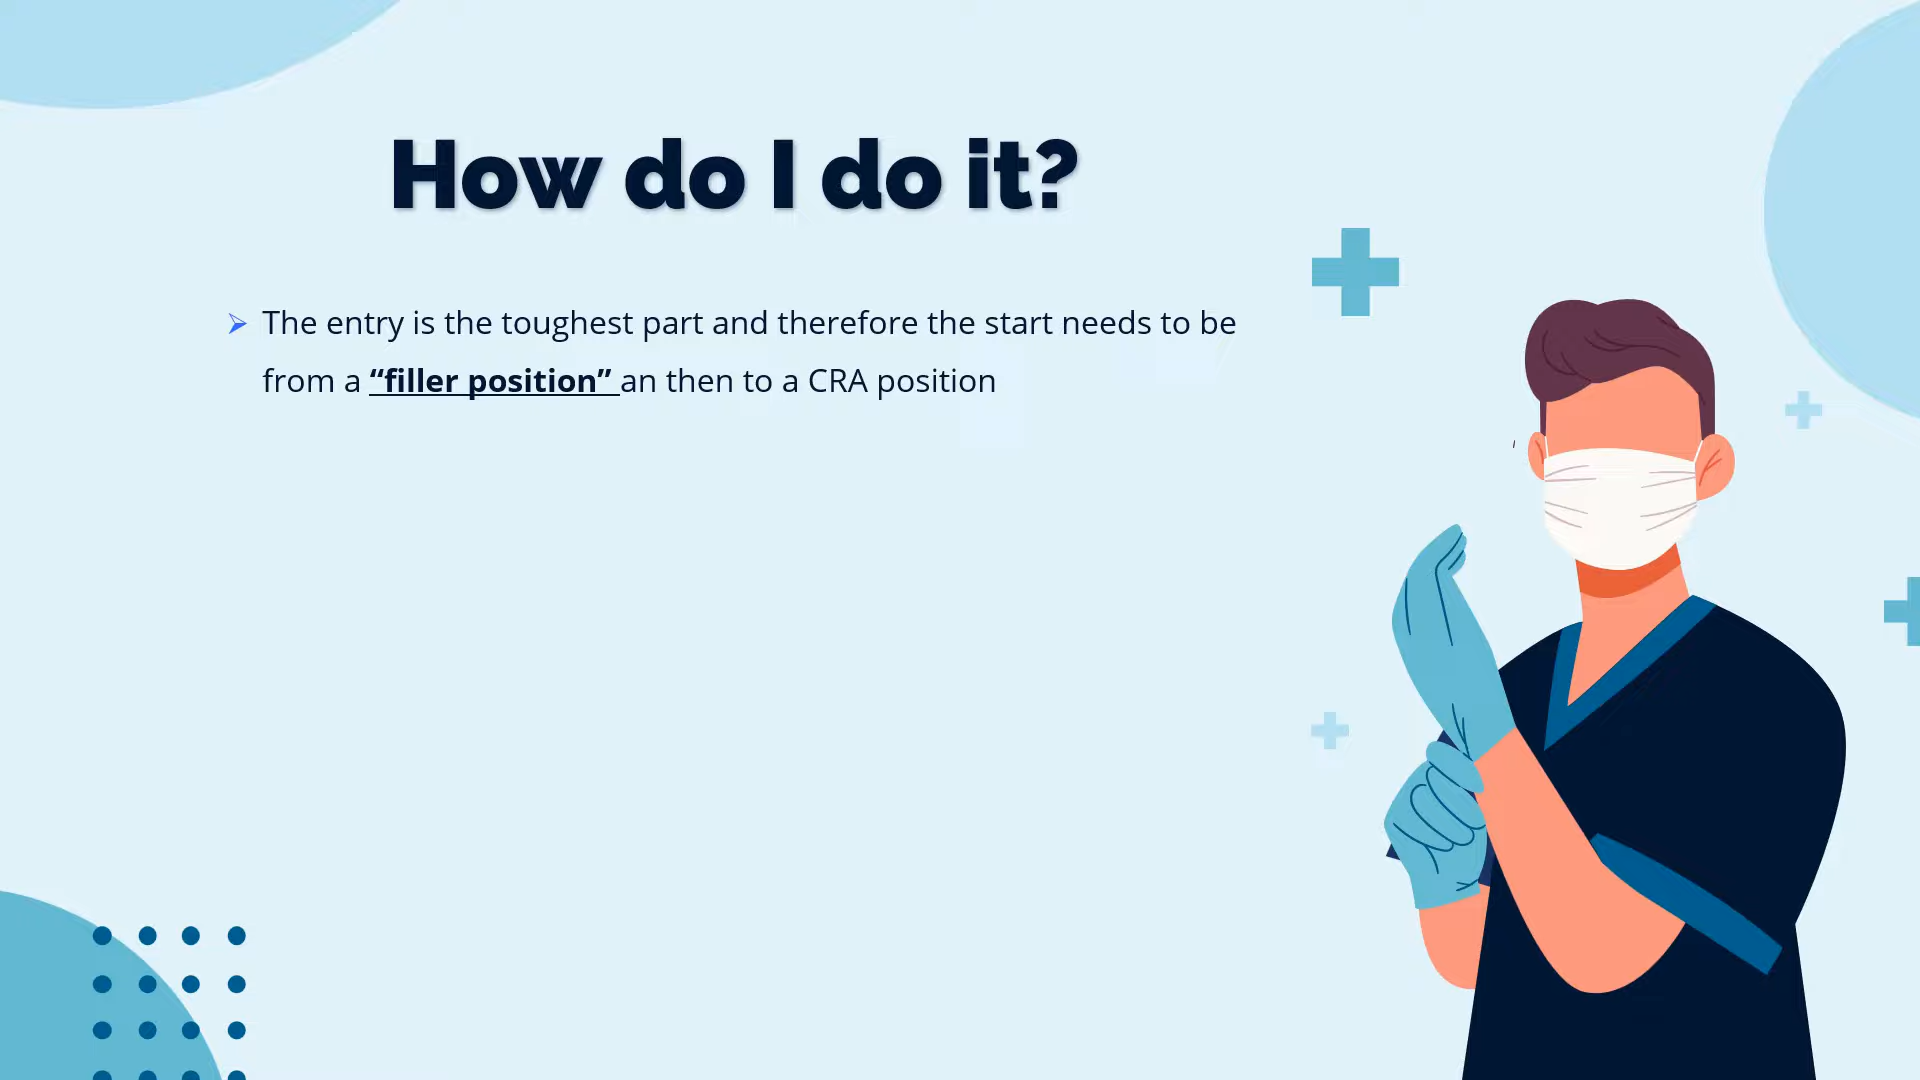 How do I do it?
The entry is the toughest part and therefore the start needs to be
from a “filler position” an then to a CRA position